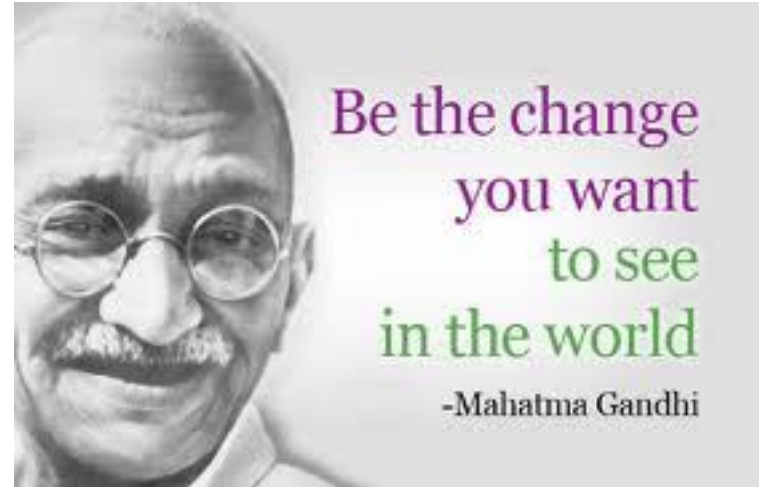 Be the change
you want
to see
in the world
-Mahatma Gandhi